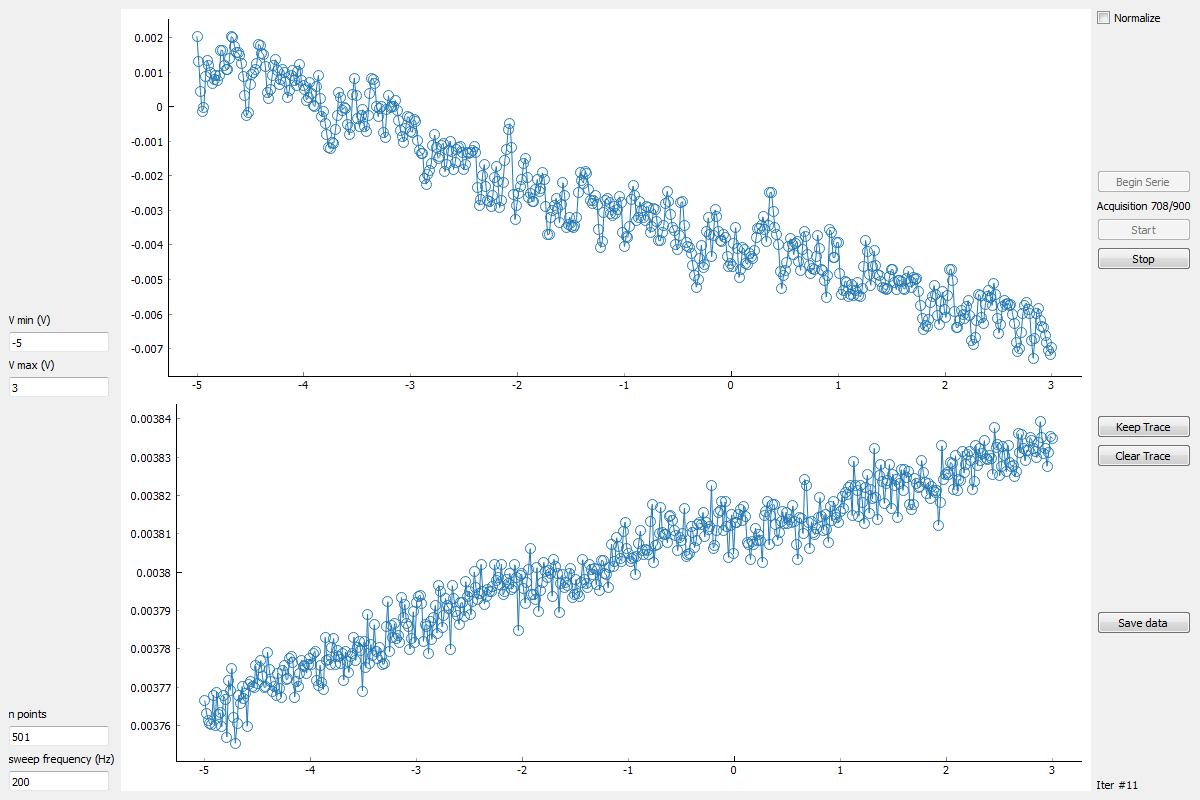 Normalize
0.002
0.001
0
-0.001
-0.002
-0.003
-0.004
-0.005
-0.006
-0.007
-5 -4 -3 -2 -1 0 1 2 3
Begin Serie
Acquisition 708/900
Start
Stop
V min (V)
-5
V max (V)
3
0.00384
0.00383
0.00382
0.00381
0.0038
0.00379
0.00378
0.00377
0.00376
-5 -4 -3 -2 -1 0 1 2 3
Keep Trace
Clear Trace
Save data
n points
501
sweep frequency (Hz)
200
Iter #11